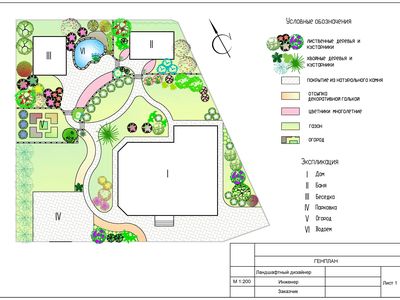 Условные обозначения
лиственные деревья и
кустарники
хвойные деревья и
кустарники
покрытие из натурального камня
отсыпка
декоративной галькой
цветники многолетние
газон
огород
Экспликация
I Дом
II Баня
III Беседка
IV Парковка
V Огород
VI Водоем
III
VI
II
VI
I
IV
С
ГЕНПЛАН
Ландшафтный дизайнер
М 1:200
Инженер
Лист 1
Заказчик